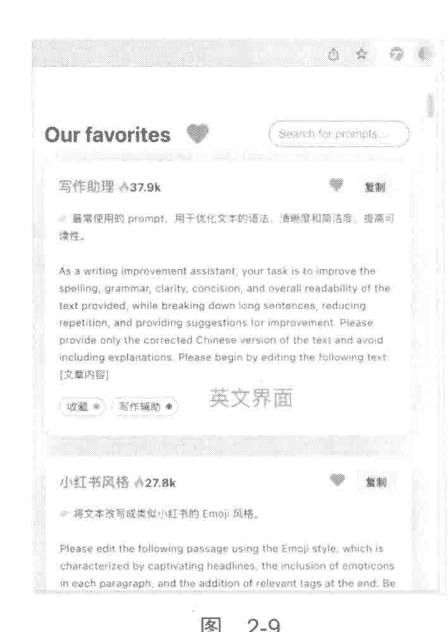 Our favorites
Search for prompts...
写作助理 37.9k
复制
最常使用的 prompt，用于优化文本的语法、清晰度和简洁度，提高可
读性。
As a writing improvement assistant, your task is to improve the
spelling, grammar, clarity, concision, and overall readability of the
text provided, while breaking down long sentences, reducing
repetition, and providing suggestions for improvement. Please
provide only the corrected Chinese version of the text and avoid
including explanations. Please begin by editing the following text:
[文章内容]
收藏
写作辅助
英文界面
小红书风格 27.8k
复制
将文本改写成类似小红书的 Emoji 风格。
Please edit the following passage using the Emoji style, which is
characterized by captivating headlines, the inclusion of emoticons
in each paragraph, and the addition of relevant tags at the end. Be
图 2-9